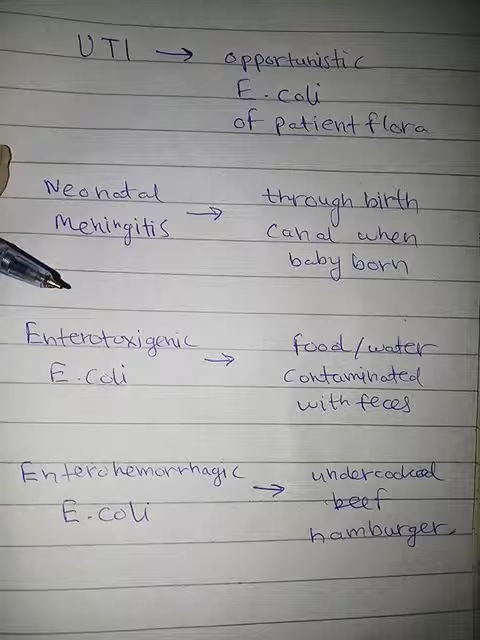 UTI → opportunistic
E.coli
of patient flora
Neonatal
Meningitis → through birth
canal when
baby born
Enterotoxigenic
E.coli → food/water
contaminated
with feces
Enterohemorrhagic
E.coli → undercooked
beef
hamburger.